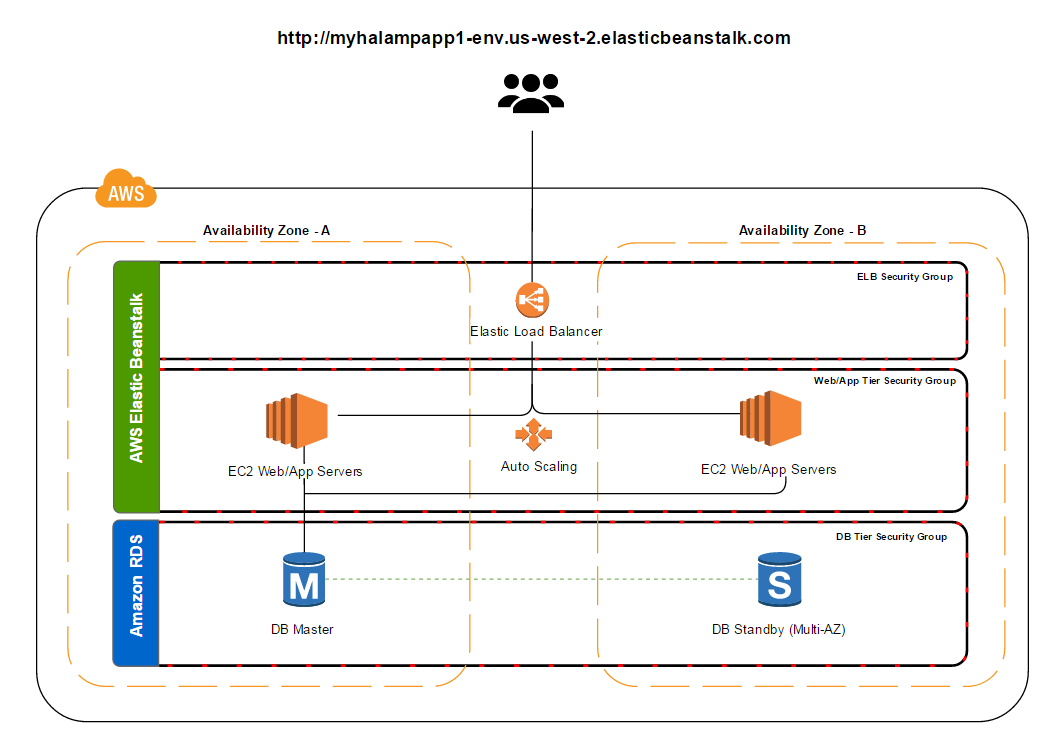 http://myhalampapp1-env.us-west-2.elasticbeanstalk.com
AWS
Availability Zone - A
Availability Zone - B
AWS Elastic Beanstalk
ELB Security Group
Elastic Load Balancer
Web/App Tier Security Group
EC2 Web/App Servers
Auto Scaling
EC2 Web/App Servers
Amazon RDS
DB Tier Security Group
M
S
DB Master
DB Standby (Multi-AZ)